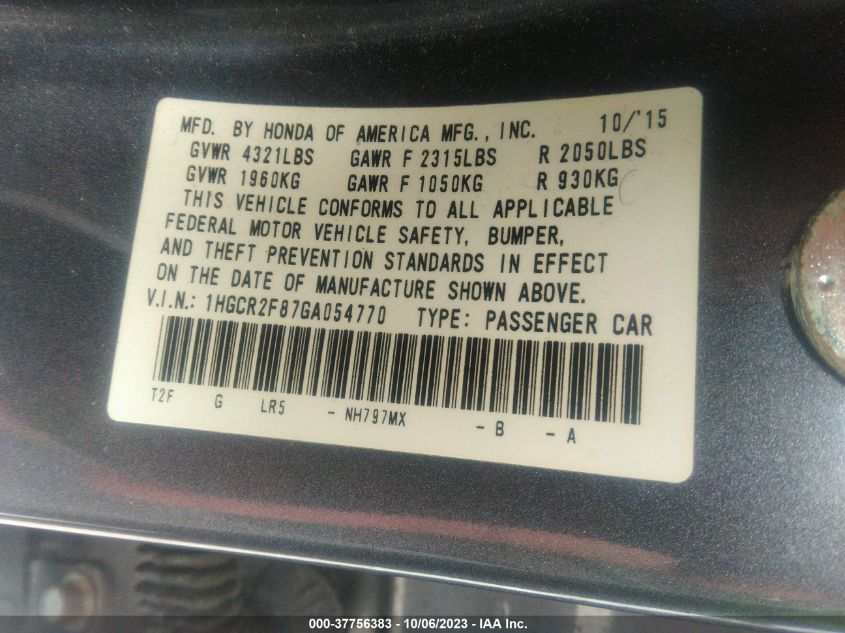 MFD. BY HONDA OF AMERICA MFG., INC. 10/'15
GVWR 4321LBS GAWR F 2315LBS R 2050LBS
GVWR 1960KG GAWR F 1050KG R 930KG
THIS VEHICLE CONFORMS TO ALL APPLICABLE
FEDERAL MOTOR VEHICLE SAFETY, BUMPER,
AND THEFT PREVENTION STANDARDS IN EFFECT
ON THE DATE OF MANUFACTURE SHOWN ABOVE.
V.I.N.: 1HGCR2F87GA054770 TYPE: PASSENGER CAR
T2F G LR5 - NH797MX - B - A
000-37756383 | 10/06/2023 | IAA Inc.